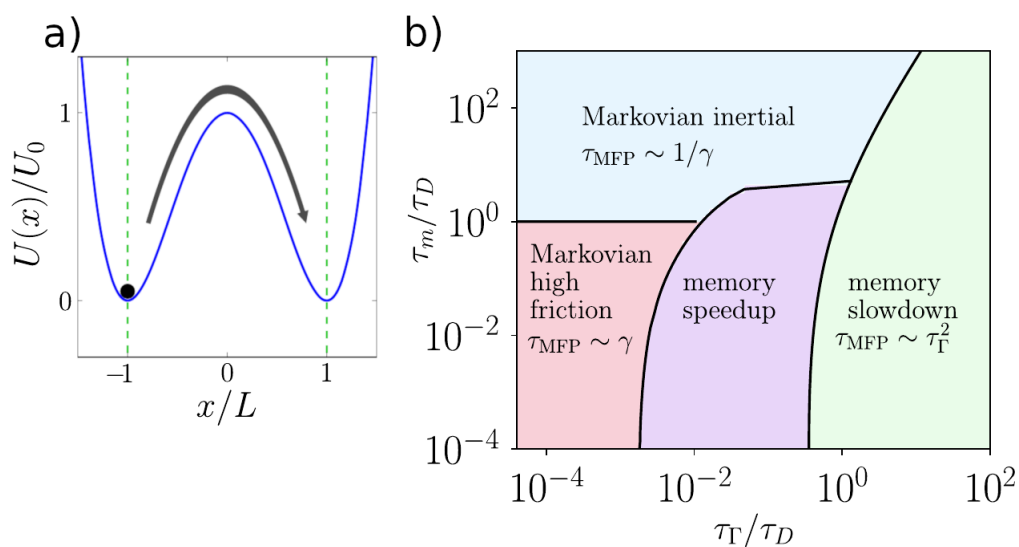 a)
U(x)/U₀
1
0
−1
0
1
x/L
b)
τₘ/τ_D
10²
10⁰
10⁻²
10⁻⁴
Markovian inertial
τ_MFP ∼ 1/γ
Markovian
high
friction
τ_MFP ∼ γ
memory
speedup
memory
slowdown
τ_MFP ∼ τ_Γ²
10⁻⁴
10⁻²
10⁰
10²
τ_Γ/τ_D